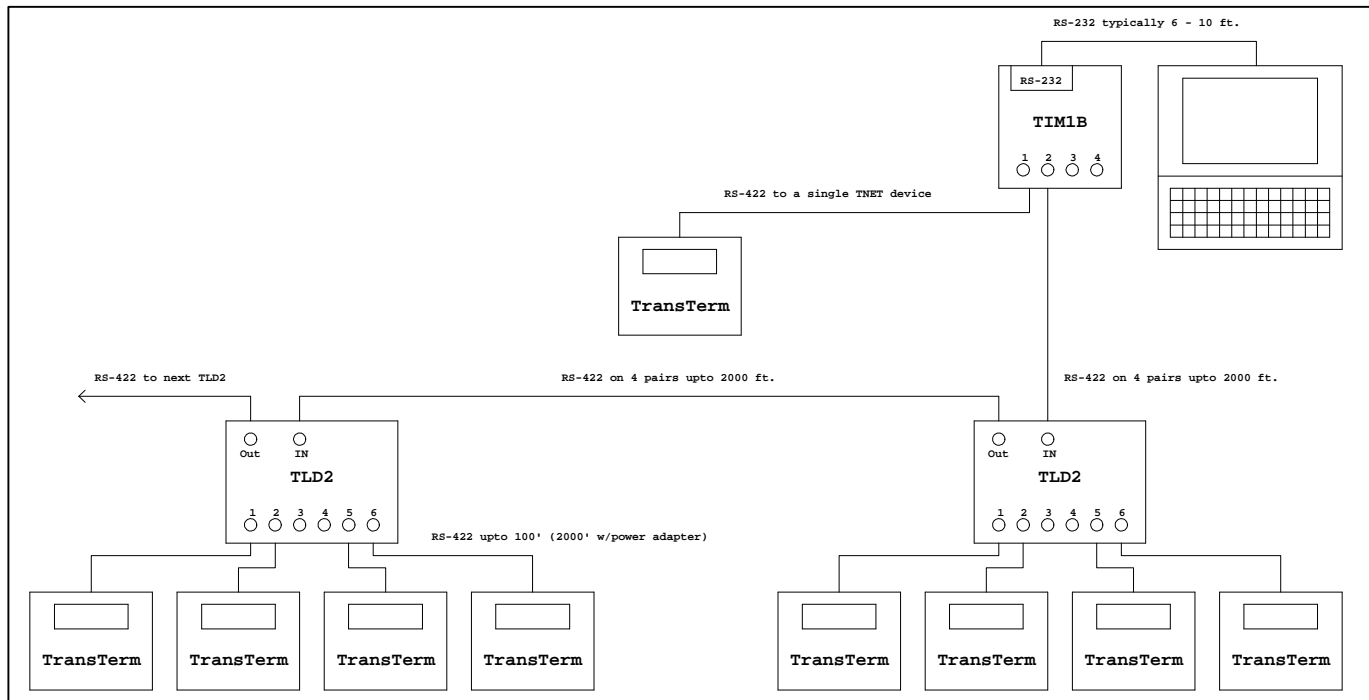 RS-232 typically 6 - 10 ft.
RS-232
TIM1B
1 2 3 4
RS-422 to a single TNET device
TransTerm
RS-422 to next TLD2
RS-422 on 4 pairs upto 2000 ft.
RS-422 on 4 pairs upto 2000 ft.
Out IN
TLD2
1 2 3 4 5 6
RS-422 upto 100' (2000' w/power adapter)
TransTerm TransTerm TransTerm TransTerm
Out IN
TLD2
1 2 3 4 5 6
TransTerm TransTerm TransTerm TransTerm